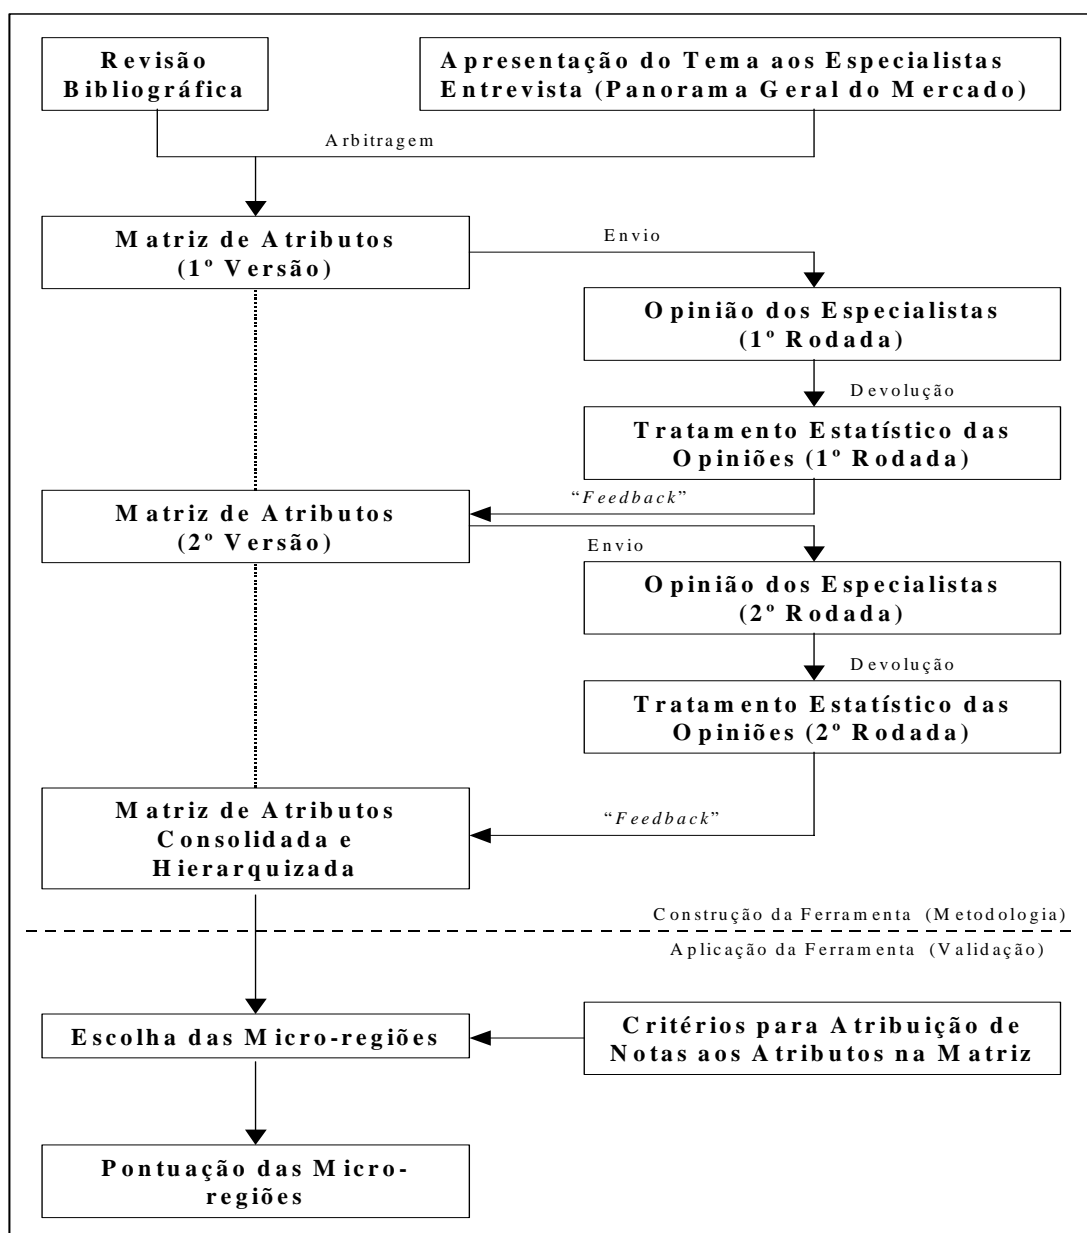 Revisão
Bibliográfica
Apresentação do Tema aos Especialistas
Entrevista (Panorama Geral do Mercado)
Arbitragem
Matriz de Atributos
(1º Versão)
Envio
Opinião dos Especialistas
(1º Rodada)
Devolução
Tratamento Estatístico das
Opiniões (1º Rodada)
“Feedback”
Matriz de Atributos
(2º Versão)
Envio
Opinião dos Especialistas
(2º Rodada)
Devolução
Tratamento Estatístico das
Opiniões (2º Rodada)
“Feedback”
Matriz de Atributos
Consolidada e
Hierarquizada
Construção da Ferramenta (Metodologia)
Aplicação da Ferramenta (Validação)
Escolha das Micro-regiões
Critérios para Atribuição de
Notas aos Atributos na Matriz
Pontuação das Micro-
regiões